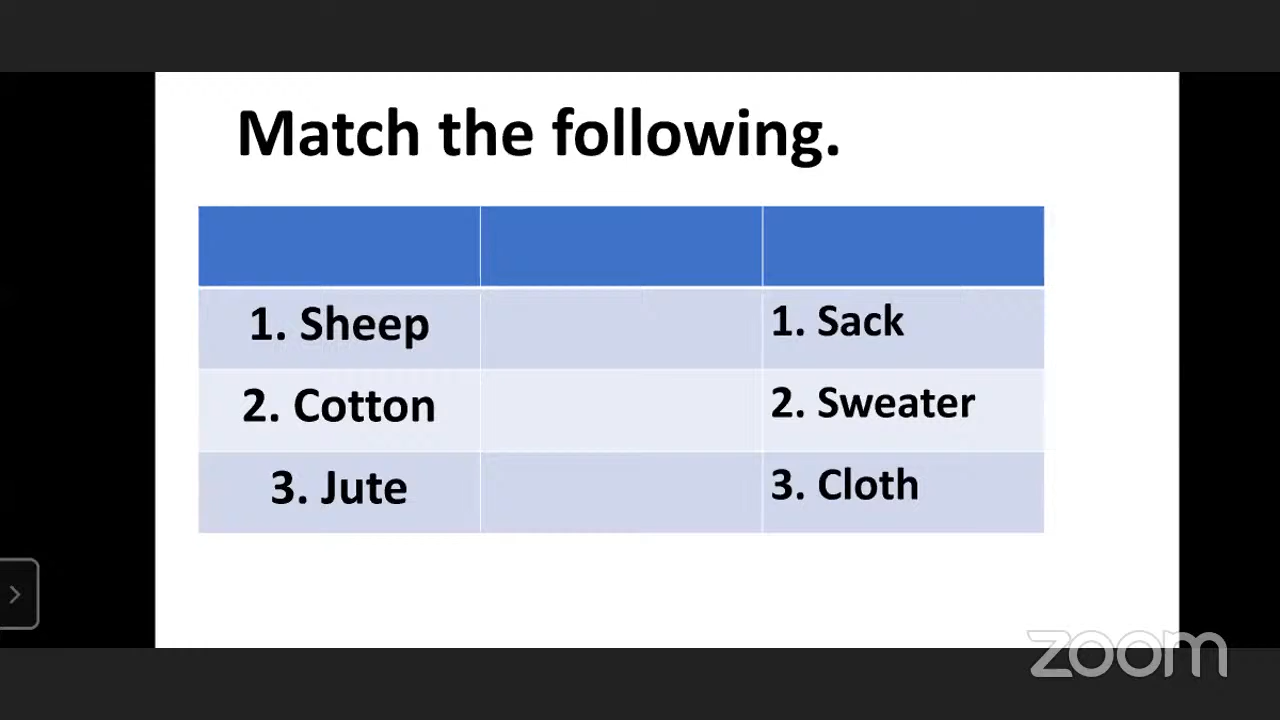 Match the following.
1. Sheep 1. Sack
2. Cotton 2. Sweater
3. Jute 3. Cloth
zoom